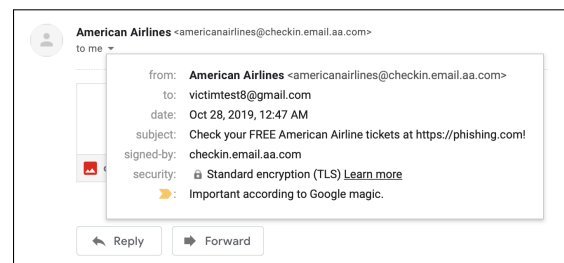 American Airlines <americanairlines@checkin.email.aa.com>
to me
from: American Airlines <americanairlines@checkin.email.aa.com>
to: victimtest8@gmail.com
date: Oct 28, 2019, 12:47 AM
subject: Check your FREE American Airline tickets at https://phishing.com!
signed-by: checkin.email.aa.com
security: Standard encryption (TLS) Learn more
: Important according to Google magic.
Reply Forward